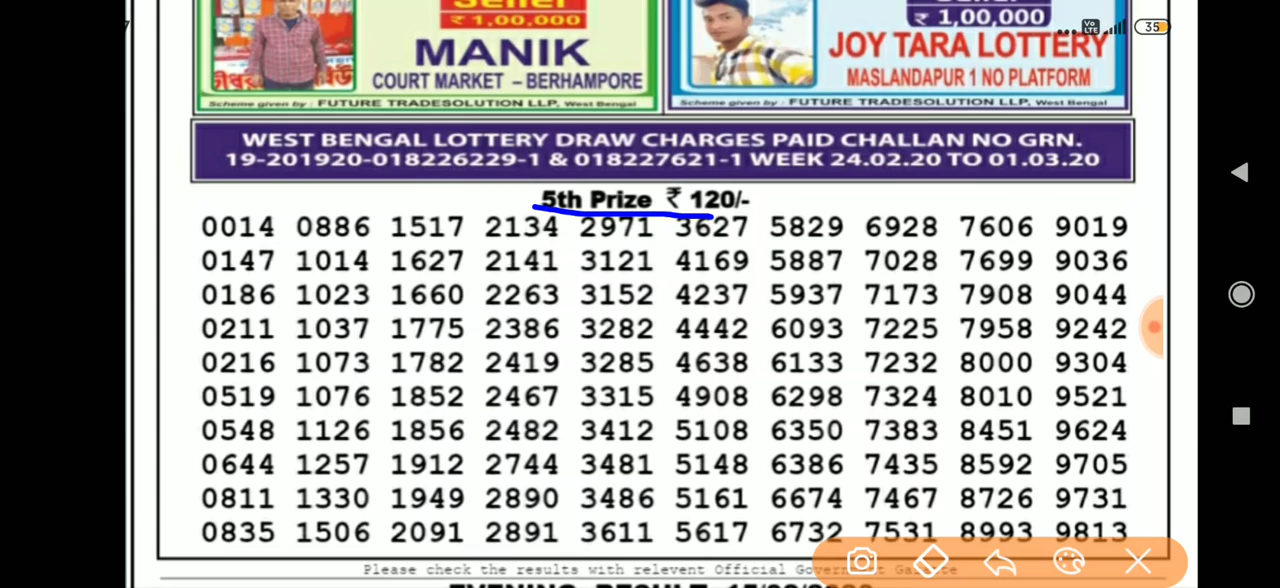 ₹ 1,00,000
₹ 1,00,000
MANIK
JOY TARA LOTTERY
COURT MARKET – BERHAMPORE
MASLANDAPUR 1 NO PLATFORM
Scheme given by : FUTURE TRADESOLUTION LLP, West Bengal
Scheme given by : FUTURE TRADESOLUTION LLP, West Bengal
Vo LTE
35
WEST BENGAL LOTTERY DRAW CHARGES PAID CHALLAN NO GRN.
19-201920-018226229-1 & 018227621-1 WEEK 24.02.20 TO 01.03.20
5th Prize ₹ 120/-
0014 0886 1517 2134 2971 3627 5829 6928 7606 9019
0147 1014 1627 2141 3121 4169 5887 7028 7699 9036
0186 1023 1660 2263 3152 4237 5937 7173 7908 9044
0211 1037 1775 2386 3282 4442 6093 7225 7958 9242
0216 1073 1782 2419 3285 4638 6133 7232 8000 9304
0519 1076 1852 2467 3315 4908 6298 7324 8010 9521
0548 1126 1856 2482 3412 5108 6350 7383 8451 9624
0644 1257 1912 2744 3481 5148 6386 7435 8592 9705
0811 1330 1949 2890 3486 5161 6674 7467 8726 9731
0835 1506 2091 2891 3611 5617 6732 7531 8993 9813
Please check the results with relevent Official Government Gazette